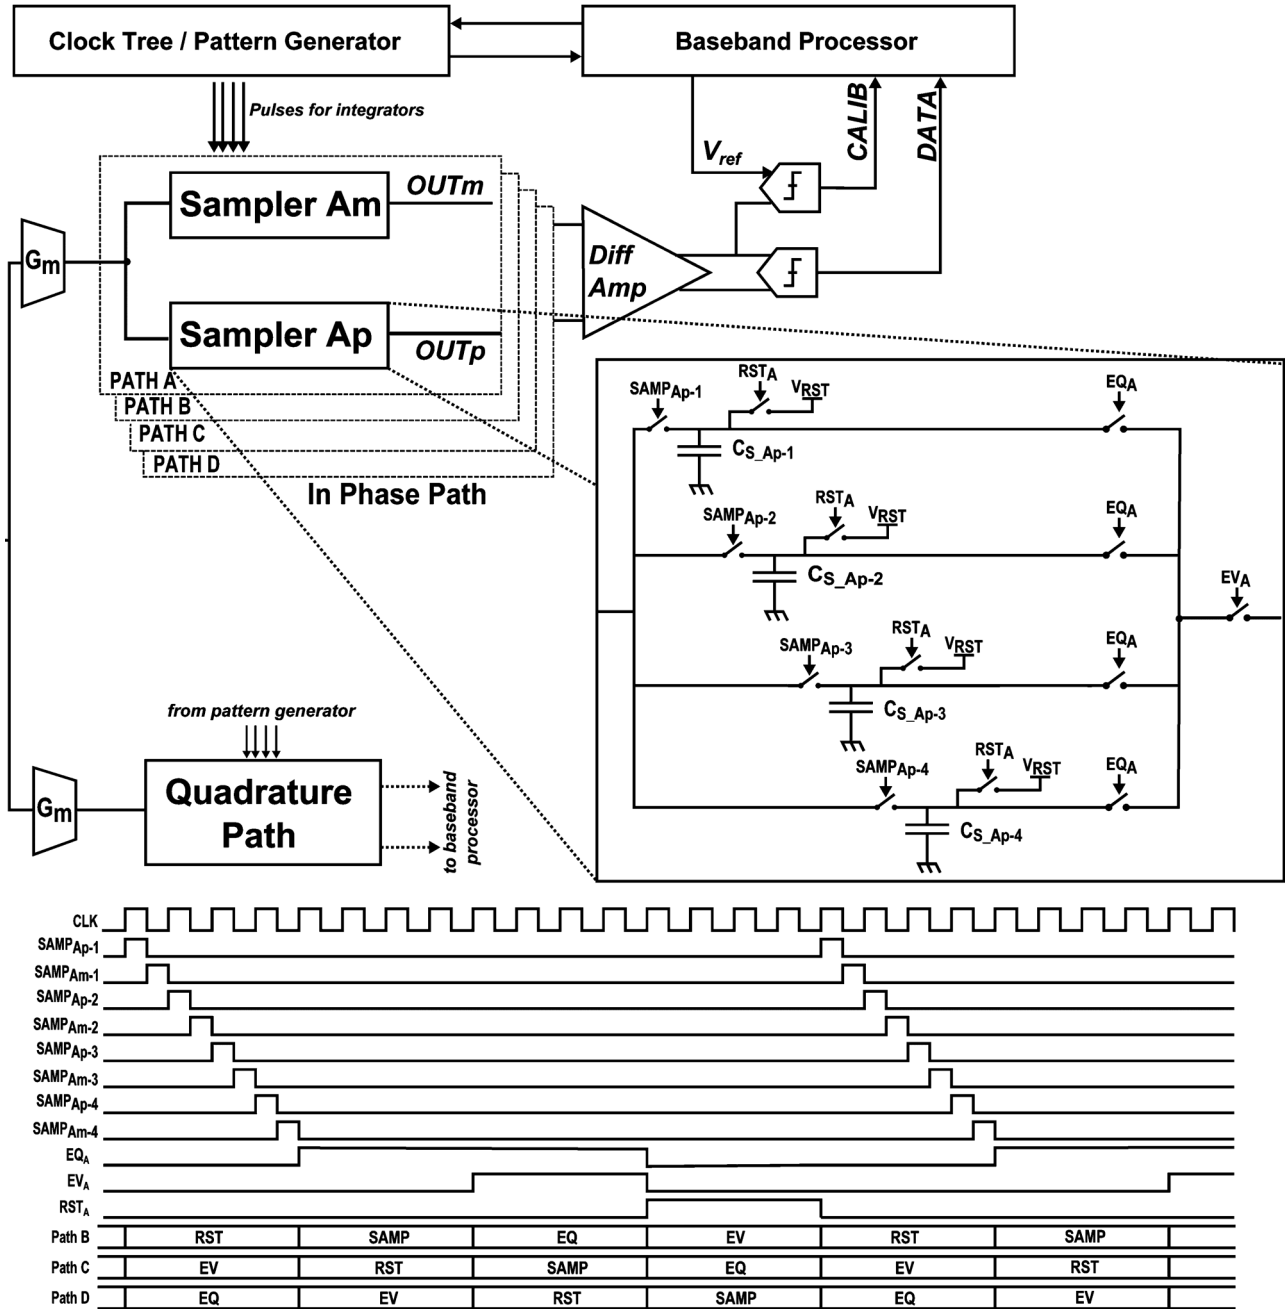 Clock Tree / Pattern Generator
Baseband Processor
Pulses for integrators
Vref
CALIB
DATA
Sampler Am
OUTm
Gm
Diff
Amp
Sampler Ap
OUTp
PATH A
PATH B
PATH C
PATH D
In Phase Path
SAMPAp-1
RSTA
VRST
EQA
CS_Ap-1
SAMPAp-2
RSTA
VRST
EQA
CS_Ap-2
EVA
SAMPAp-3
RSTA
VRST
EQA
CS_Ap-3
SAMPAp-4
RSTA
VRST
EQA
CS_Ap-4
from pattern generator
Gm
Quadrature
Path
to baseband
processor
CLK
SAMPAp-1
SAMPAm-1
SAMPAp-2
SAMPAm-2
SAMPAp-3
SAMPAm-3
SAMPAp-4
SAMPAm-4
EQA
EVA
RSTA
Path B RST SAMP EQ EV RST SAMP
Path C EV RST SAMP EQ EV RST
Path D EQ EV RST SAMP EQ EV